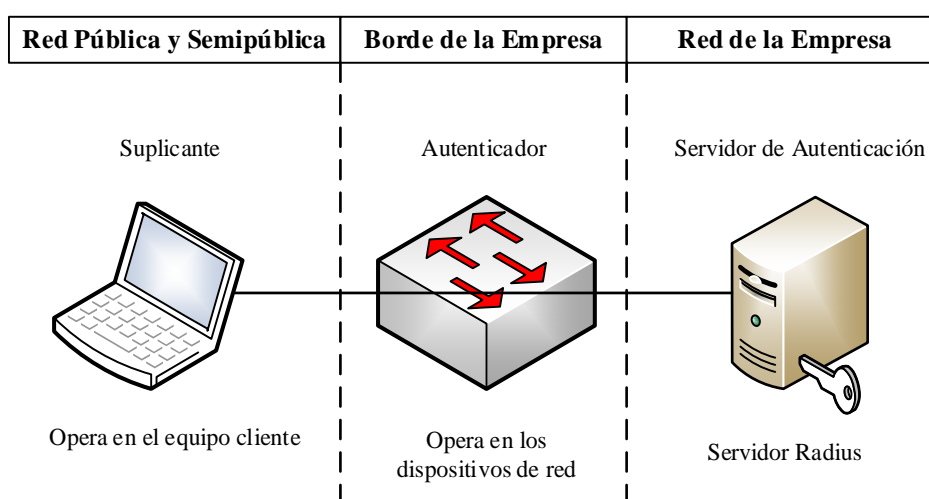 Red Pública y Semipública
Borde de la Empresa
Red de la Empresa
Suplicante
Autenticador
Servidor de Autenticación
Opera en el equipo cliente
Opera en los
dispositivos de red
Servidor Radius